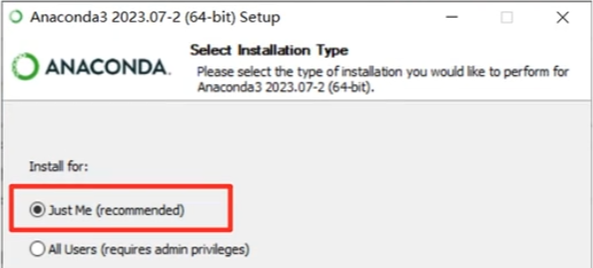 Anaconda3 2023.07-2 (64-bit) Setup
Select Installation Type
ANACONDA.
Please select the type of installation you would like to perform for
Anaconda3 2023.07-2 (64-bit).
Install for:
Just Me (recommended)
All Users (requires admin privileges)